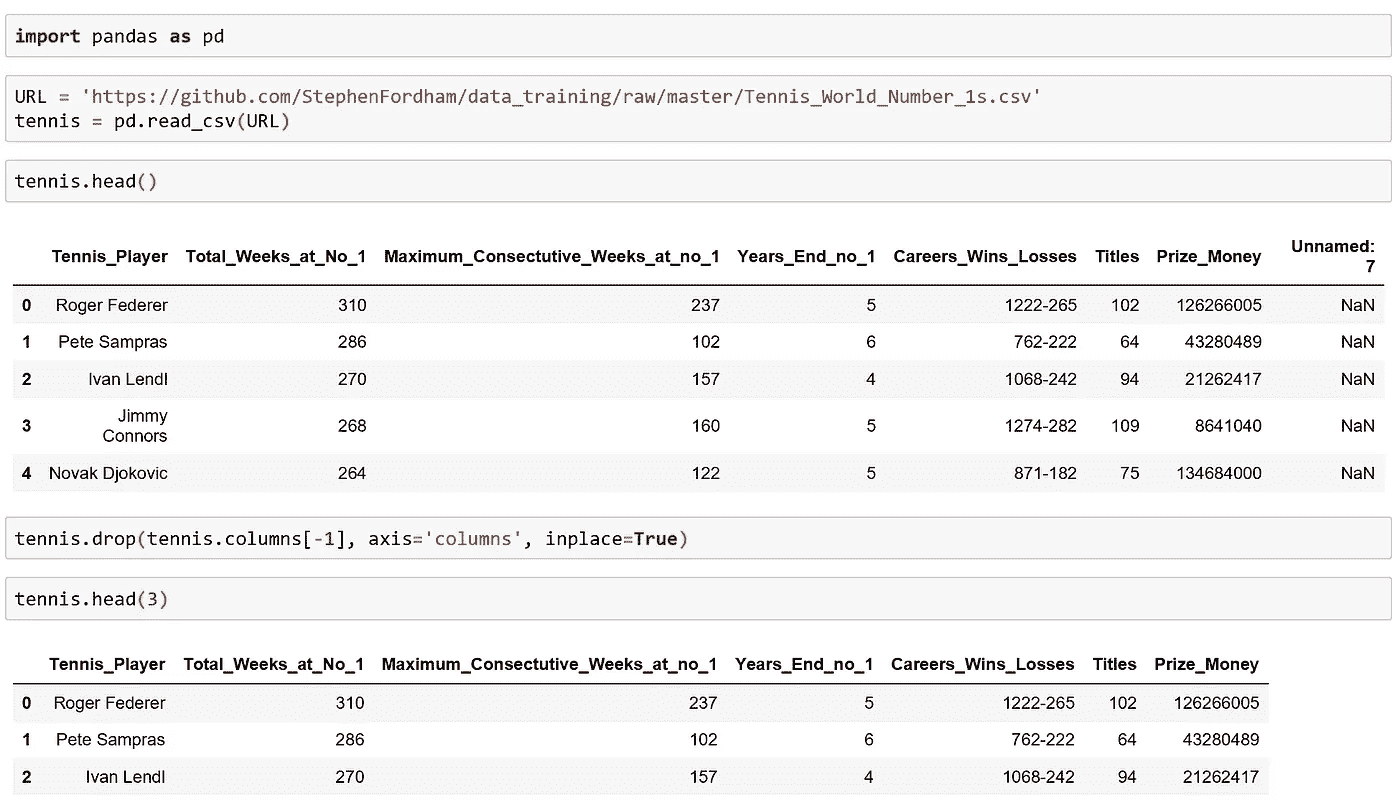 import pandas as pd
URL = 'https://github.com/StephenFordham/data_training/raw/master/Tennis_World_Number_1s.csv'
tennis = pd.read_csv(URL)
tennis.head()
Tennis_Player Total_Weeks_at_No_1 Maximum_Consectutive_Weeks_at_no_1 Years_End_no_1 Careers_Wins_Losses Titles Prize_Money Unnamed: 7
0 Roger Federer 310 237 5 1222-265 102 126266005 NaN
1 Pete Sampras 286 102 6 762-222 64 43280489 NaN
2 Ivan Lendl 270 157 4 1068-242 94 21262417 NaN
3 Jimmy Connors 268 160 5 1274-282 109 8641040 NaN
4 Novak Djokovic 264 122 5 871-182 75 134684000 NaN
tennis.drop(tennis.columns[-1], axis='columns', inplace=True)
tennis.head(3)
Tennis_Player Total_Weeks_at_No_1 Maximum_Consectutive_Weeks_at_no_1 Years_End_no_1 Careers_Wins_Losses Titles Prize_Money
0 Roger Federer 310 237 5 1222-265 102 126266005
1 Pete Sampras 286 102 6 762-222 64 43280489
2 Ivan Lendl 270 157 4 1068-242 94 21262417